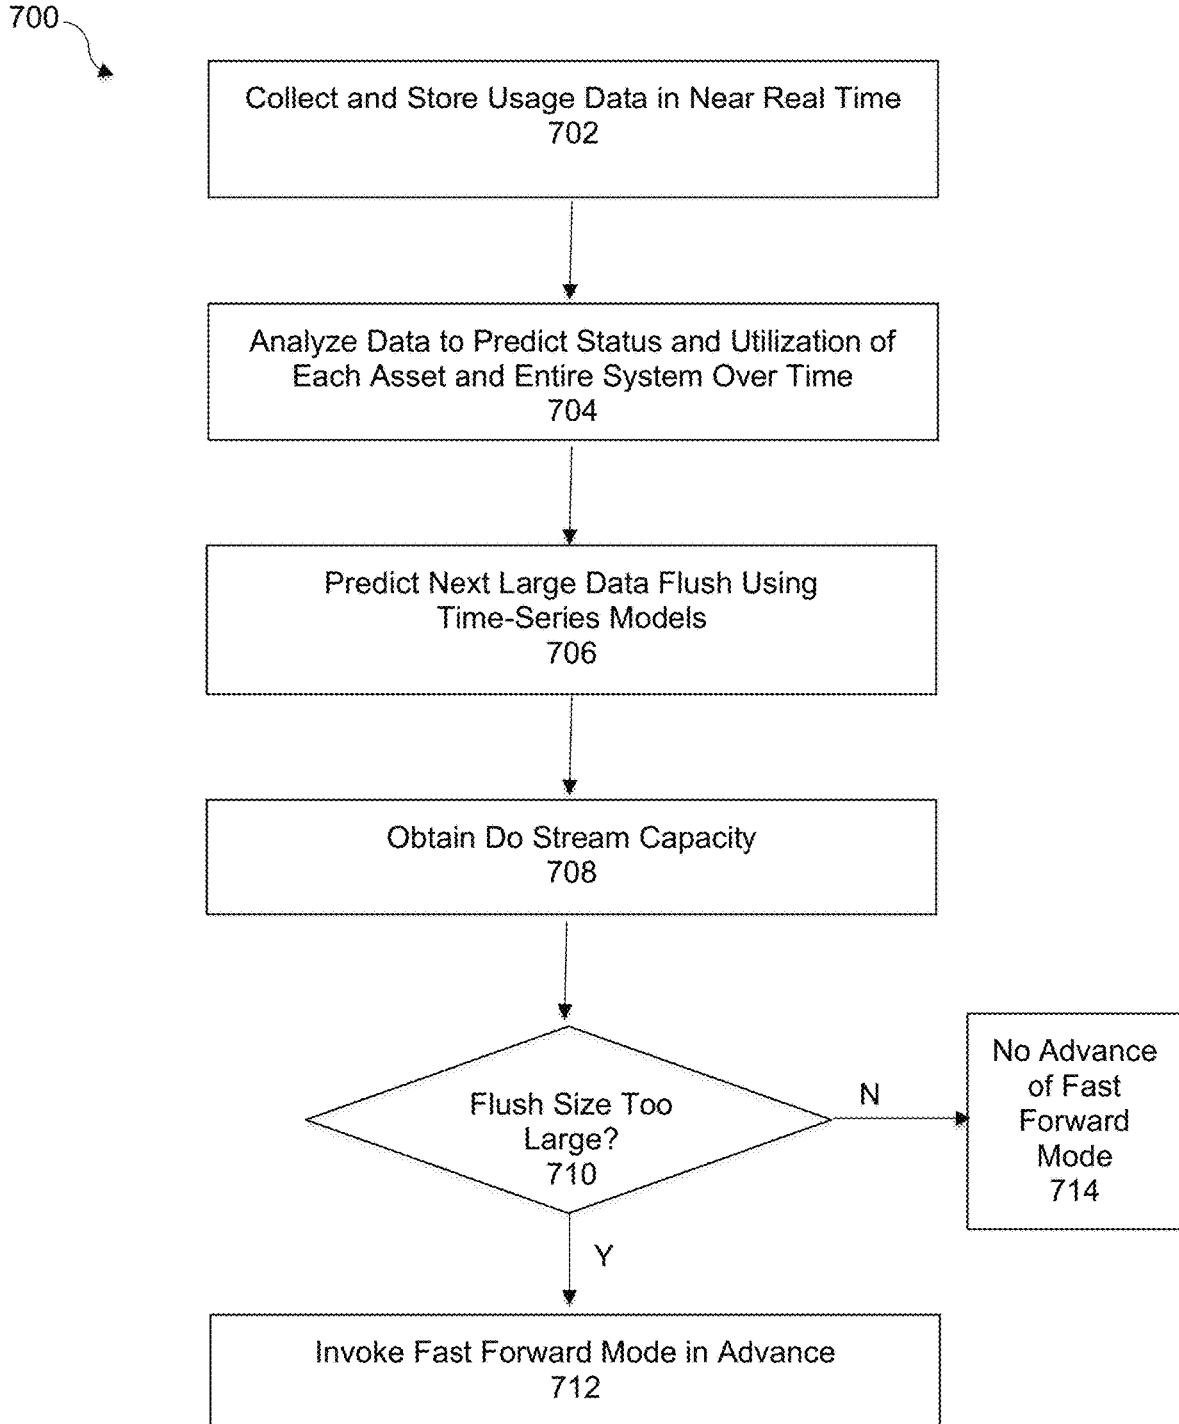 700
Collect and Store Usage Data in Near Real Time
702
Analyze Data to Predict Status and Utilization of
Each Asset and Entire System Over Time
704
Predict Next Large Data Flush Using
Time-Series Models
706
Obtain Do Stream Capacity
708
Flush Size Too
Large?
710
N
No Advance
of Fast
Forward
Mode
714
Y
Invoke Fast Forward Mode in Advance
712